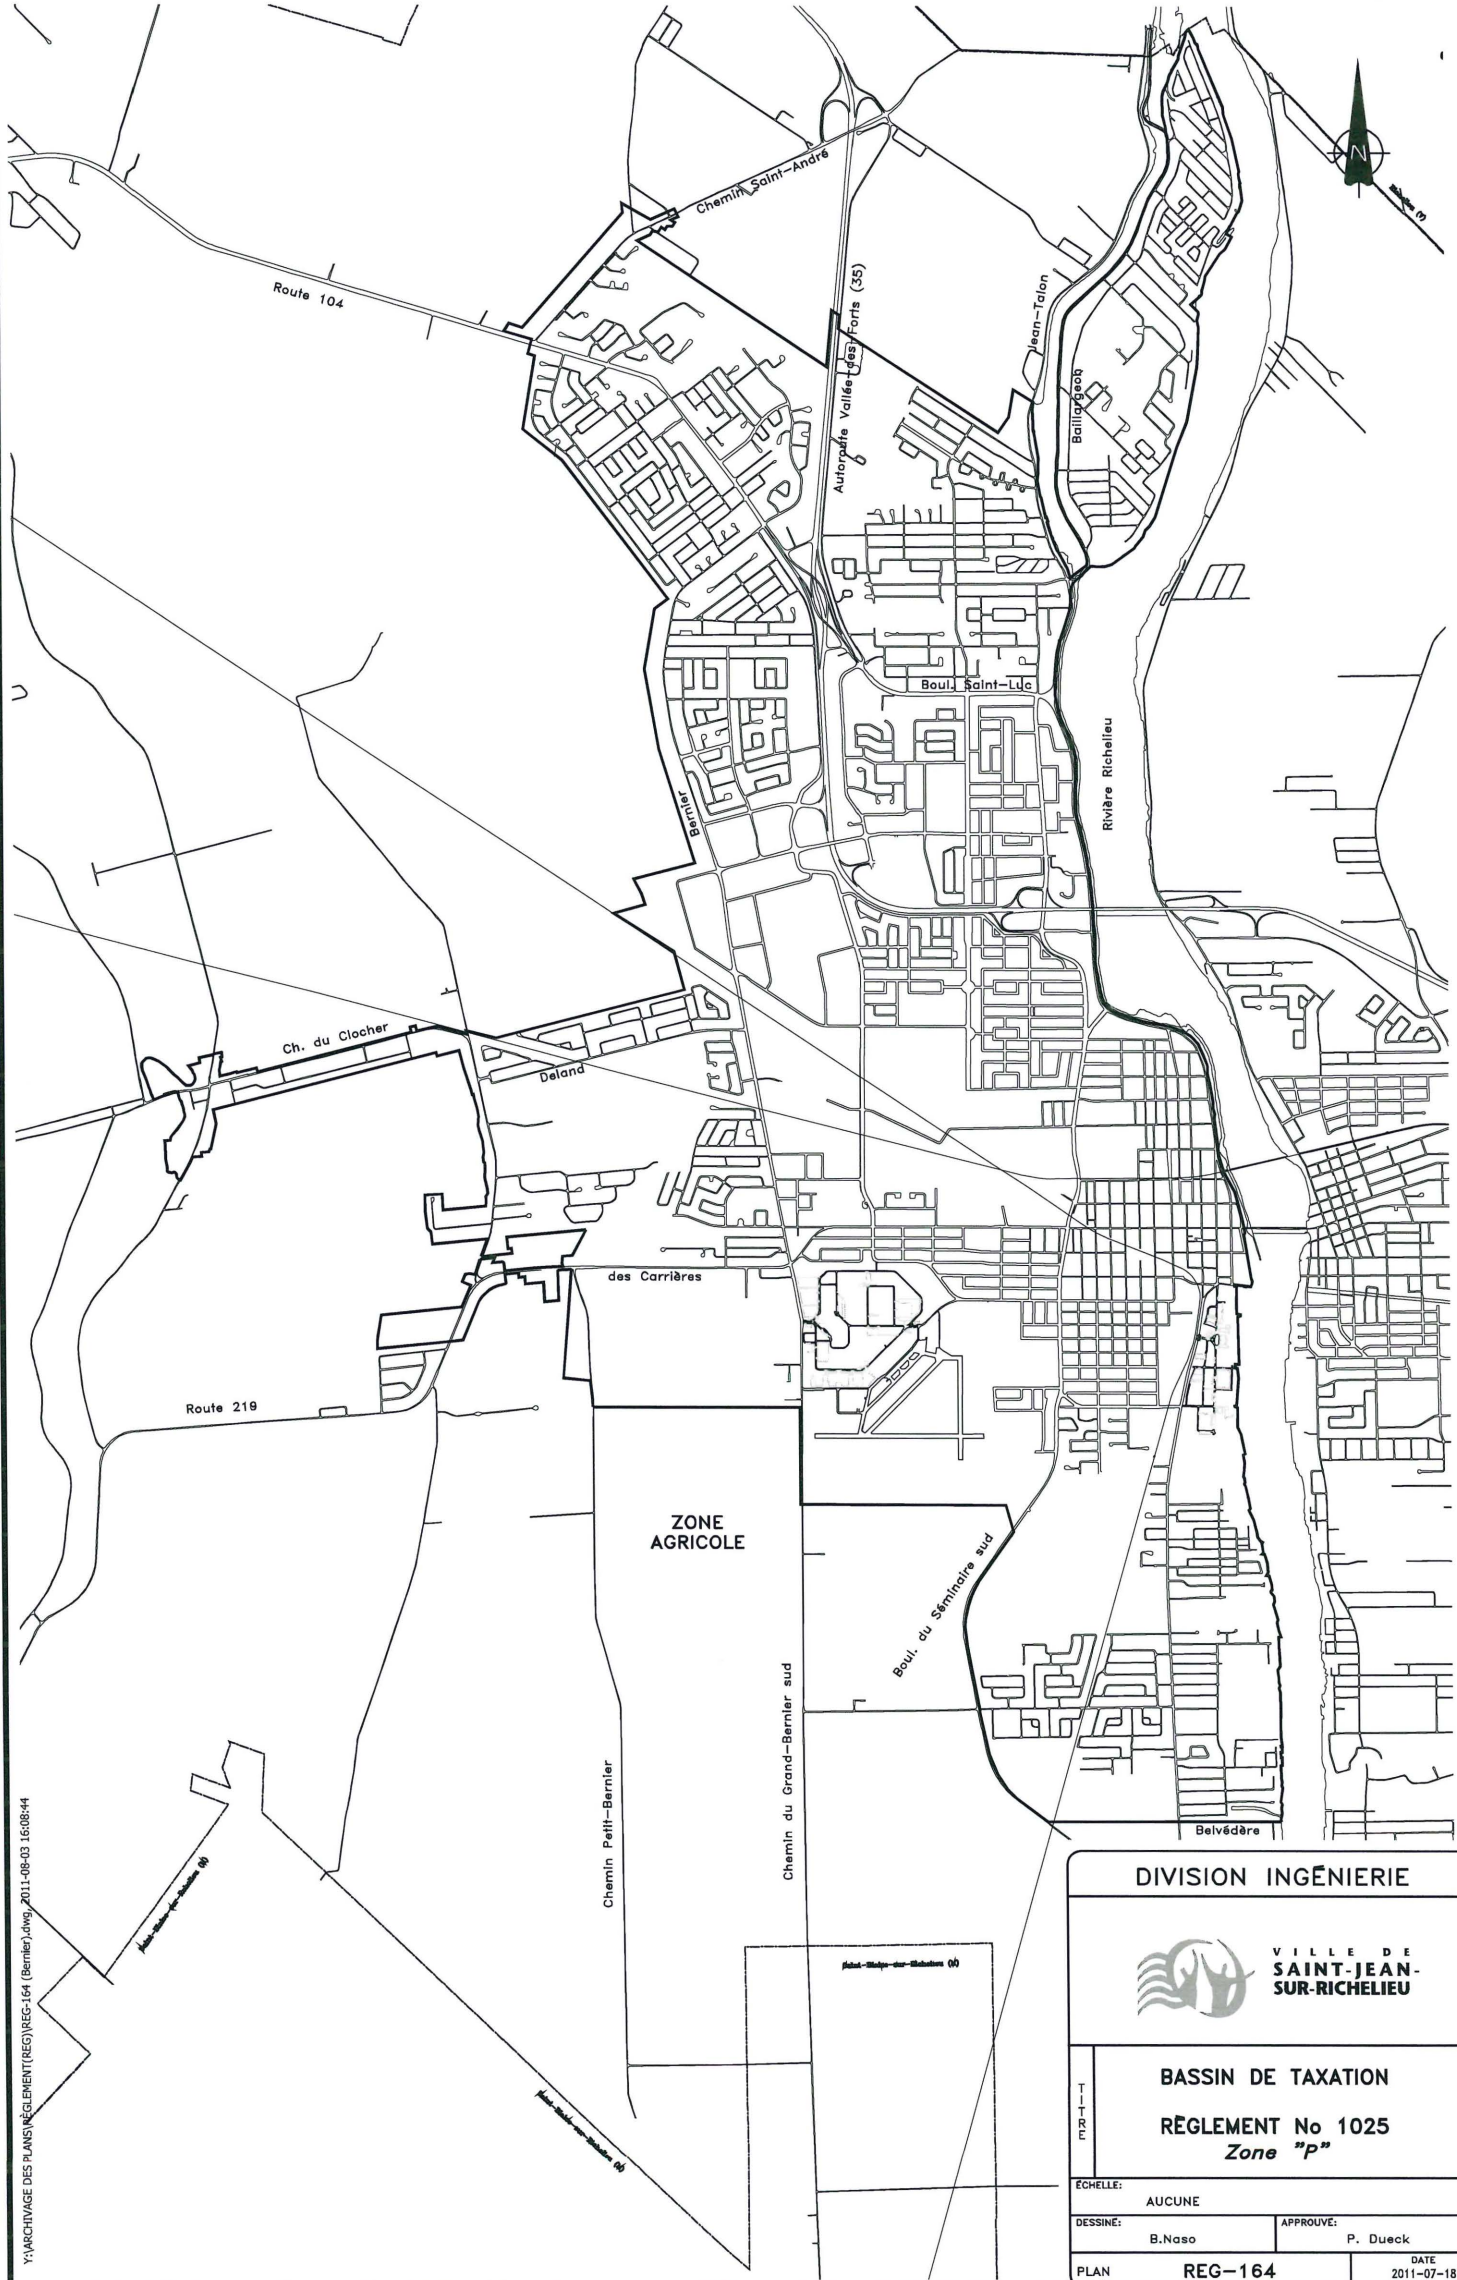 N
Chemin Saint-André
Route 104
Autoroute Vallée-des-Forts (35)
Jean-Talon
Baillargeon
Boul. Saint-Luc
Rivière Richelieu
Bernier
Ch. du Clocher
Deland
des Carrières
Route 219
ZONE
AGRICOLE
Boul. du Séminaire sud
Chemin Petit-Bernier
Chemin du Grand-Bernier sud
Belvédère
Y:\ARCHIVAGE DES PLANS\RÈGLEMENT(REG)\REG-164 (Bernier).dwg, 2011-08-03 16:08:44
DIVISION INGÉNIERIE
VILLE DE
SAINT-JEAN-
SUR-RICHELIEU
TITRE
BASSIN DE TAXATION
RÈGLEMENT No 1025
Zone "P"
ÉCHELLE:
AUCUNE
DESSINÉ:
B.Naso
APPROUVÉ:
P. Dueck
PLAN
REG-164
DATE
2011-07-18